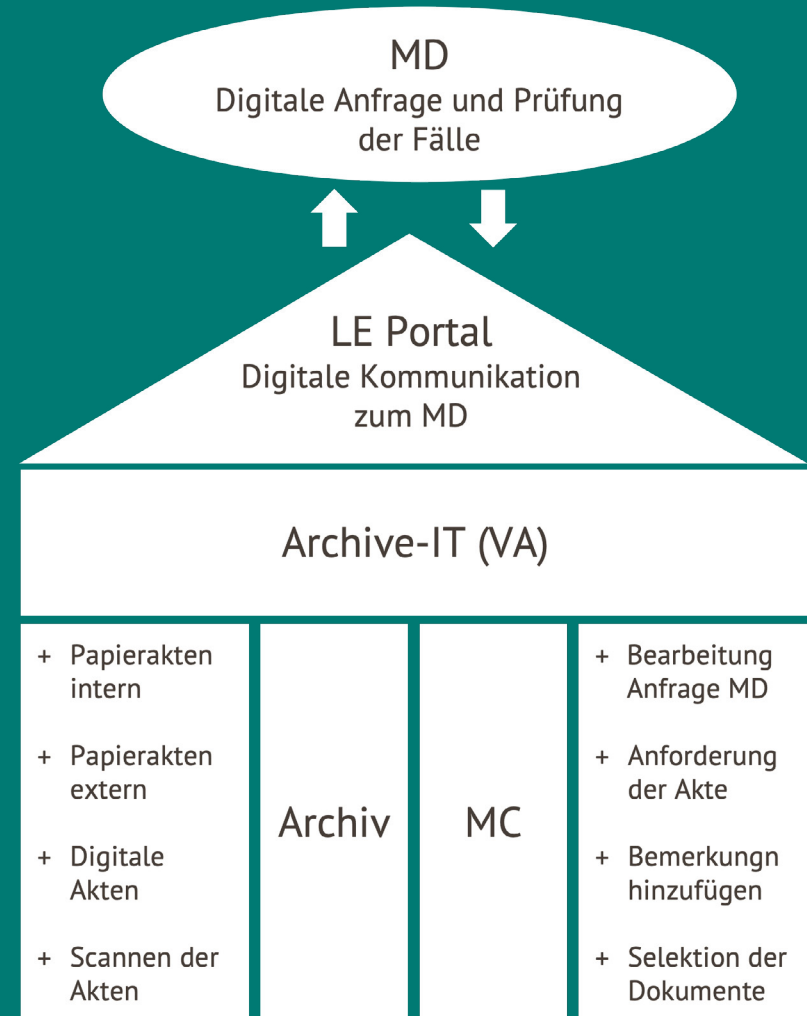 MD
Digitale Anfrage und Prüfung
der Fälle
LE Portal
Digitale Kommunikation
zum MD
Archive-IT (VA)
+ Papierakten
intern
+ Papierakten
extern
+ Digitale
Akten
+ Scannen der
Akten
Archiv
MC
+ Bearbeitung
Anfrage MD
+ Anforderung
der Akte
+ Bemerkungn
hinzufügen
+ Selektion der
Dokumente